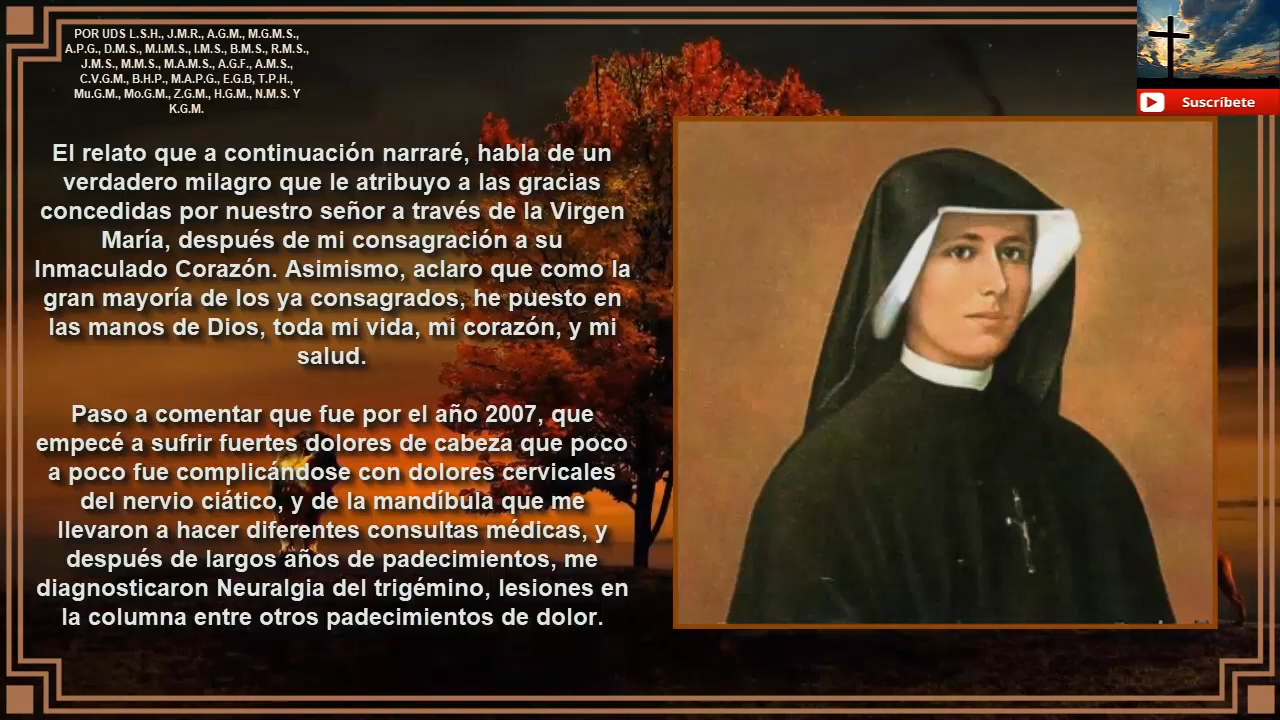 POR UDS L.S.H., J.M.R., A.G.M., M.G.M.S.,
A.P.G., D.M.S., M.I.M.S., I.M.S., B.M.S., R.M.S.,
J.M.S., M.M.S., M.A.M.S., A.G.F., A.M.S.,
C.V.G.M., B.H.P., M.A.P.G., E.G.B, T.P.H.,
Mu.G.M., Mo.G.M., Z.G.M., H.G.M., N.M.S. Y
K.G.M.
Suscríbete
El relato que a continuación narraré, habla de un
verdadero milagro que le atribuyo a las gracias
concedidas por nuestro señor a través de la Virgen
María, después de mi consagración a su
Inmaculado Corazón. Asimismo, aclaro que como la
gran mayoría de los ya consagrados, he puesto en
las manos de Dios, toda mi vida, mi corazón, y mi
salud.
Paso a comentar que fue por el año 2007, que
empecé a sufrir fuertes dolores de cabeza que poco
a poco fue complicándose con dolores cervicales
del nervio ciático, y de la mandíbula que me
llevaron a hacer diferentes consultas médicas, y
después de largos años de padecimientos, me
diagnosticaron Neuralgia del trigémino, lesiones en
la columna entre otros padecimientos de dolor.